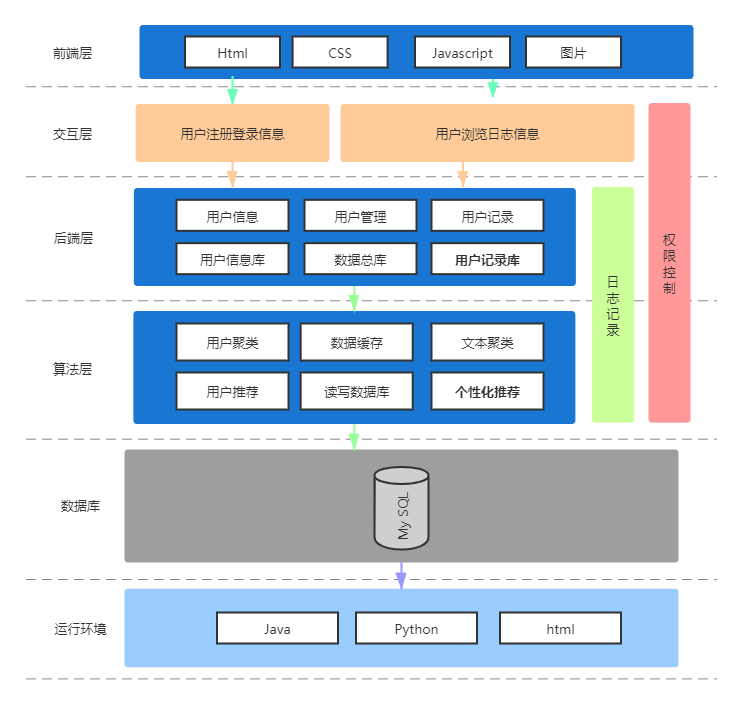 前端层
Html
CSS
Javascript
图片
交互层
用户注册登录信息
用户浏览日志信息
权限控制
后端层
用户信息
用户管理
用户记录
用户信息库
数据总库
用户记录库
日志记录
算法层
用户聚类
数据缓存
文本聚类
用户推荐
读写数据库
个性化推荐
数据库
My SQL
运行环境
Java
Python
html